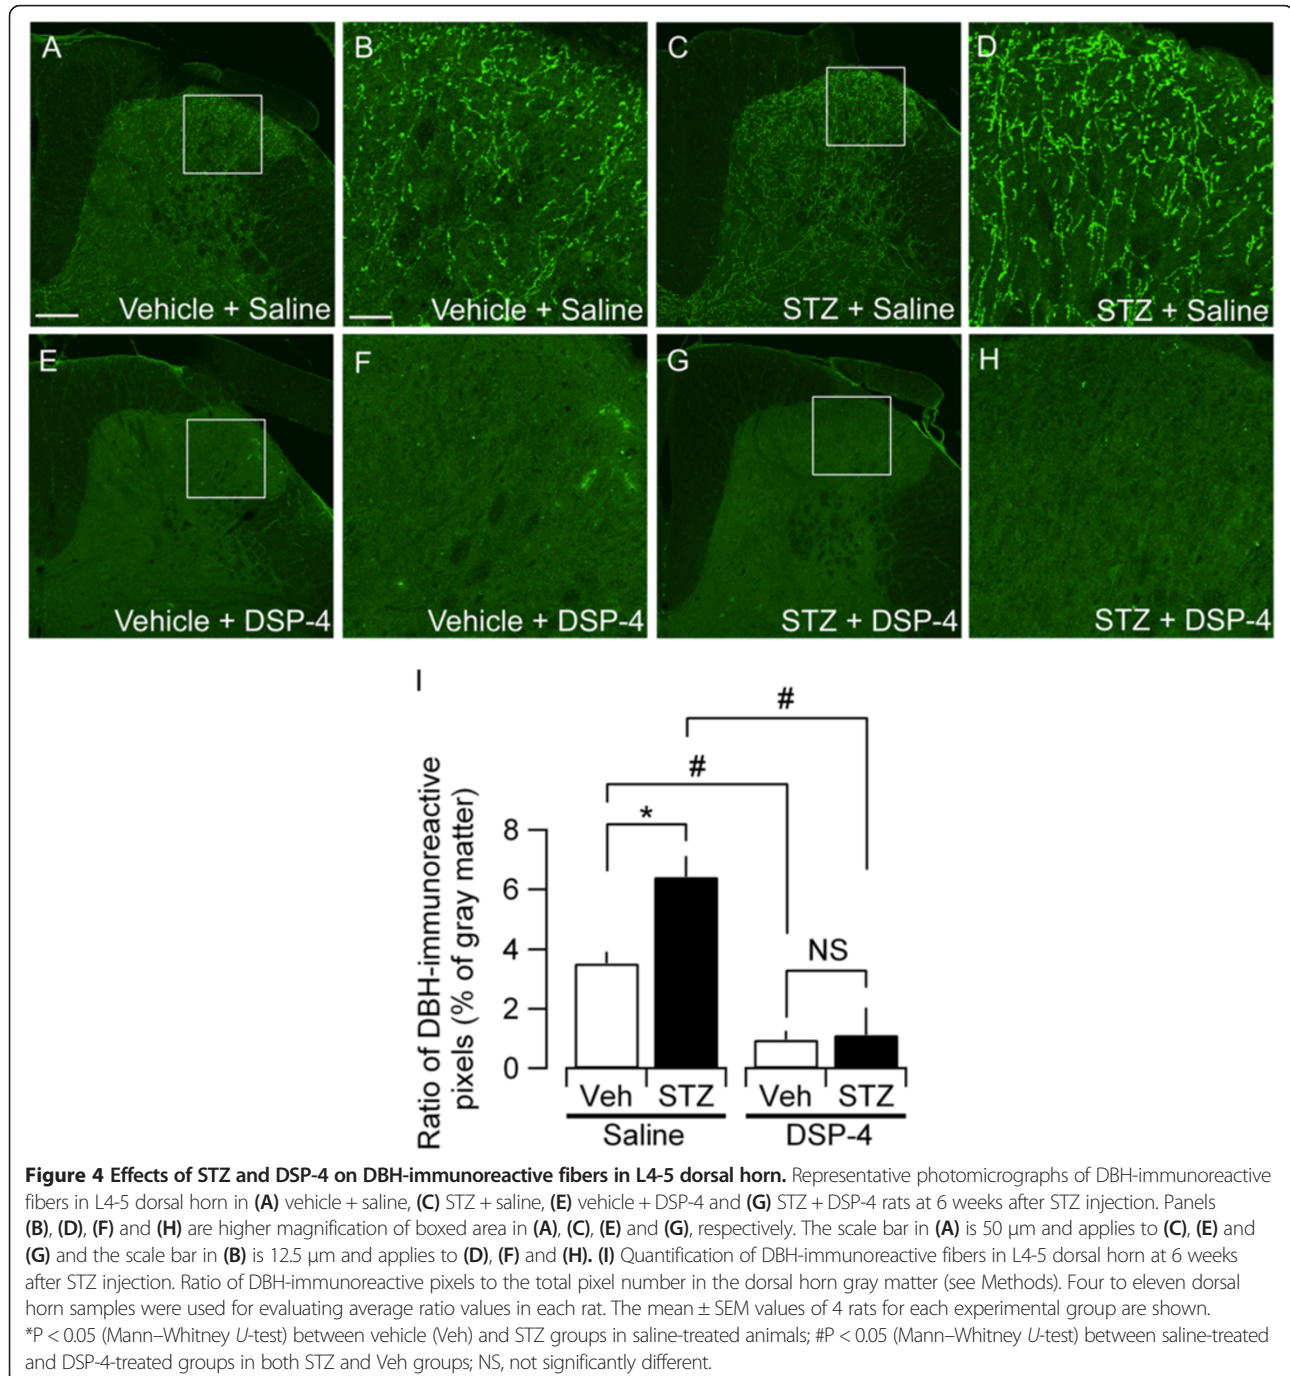 A
B
C
D
Vehicle + Saline
Vehicle + Saline
STZ + Saline
STZ + Saline
E
F
G
H
Vehicle + DSP-4
Vehicle + DSP-4
STZ + DSP-4
STZ + DSP-4
I
#
#
*
NS
Ratio of DBH-immunoreactive
pixels (% of gray matter)
8
6
4
2
0
Veh STZ Veh STZ
Saline DSP-4
Figure 4 Effects of STZ and DSP-4 on DBH-immunoreactive fibers in L4-5 dorsal horn. Representative photomicrographs of DBH-immunoreactive
fibers in L4-5 dorsal horn in (A) vehicle + saline, (C) STZ + saline, (E) vehicle + DSP-4 and (G) STZ + DSP-4 rats at 6 weeks after STZ injection. Panels
(B), (D), (F) and (H) are higher magnification of boxed area in (A), (C), (E) and (G), respectively. The scale bar in (A) is 50 μm and applies to (C), (E) and
(G) and the scale bar in (B) is 12.5 μm and applies to (D), (F) and (H). (I) Quantification of DBH-immunoreactive fibers in L4-5 dorsal horn at 6 weeks
after STZ injection. Ratio of DBH-immunoreactive pixels to the total pixel number in the dorsal horn gray matter (see Methods). Four to eleven dorsal
horn samples were used for evaluating average ratio values in each rat. The mean ± SEM values of 4 rats for each experimental group are shown.
*P < 0.05 (Mann–Whitney U-test) between vehicle (Veh) and STZ groups in saline-treated animals; #P < 0.05 (Mann–Whitney U-test) between saline-treated
and DSP-4-treated groups in both STZ and Veh groups; NS, not significantly different.